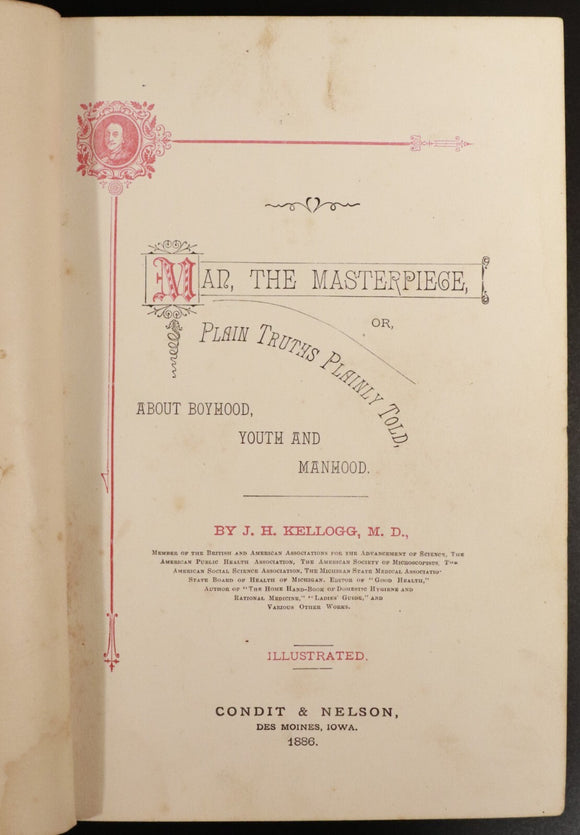 MAN, THE MASTERPIECE,
OR,
PLAIN TRUTHS PLAINLY TOLD,
ABOUT BOYHOOD,
YOUTH AND
MANHOOD.
BY J. H. KELLOGG, M. D.,
MEMBER OF THE BRITISH AND AMERICAN ASSOCIATIONS FOR THE ADVANCEMENT OF SCIENCE, THE
AMERICAN PUBLIC HEALTH ASSOCIATION, THE AMERICAN SOCIETY OF MICROSCOPISTS, THE
AMERICAN SOCIAL SCIENCE ASSOCIATION, THE MICHIGAN STATE MEDICAL ASSOCIATIO
STATE BOARD OF HEALTH OF MICHIGAN, EDITOR OF "GOOD HEALTH,"
AUTHOR OF "THE HOME HAND-BOOK OF DOMESTIC HYGIENE AND
RATIONAL MEDICINE," "LADIES' GUIDE," AND
VARIOUS OTHER WORKS.
ILLUSTRATED.
CONDIT & NELSON,
DES MOINES, IOWA.
1886.